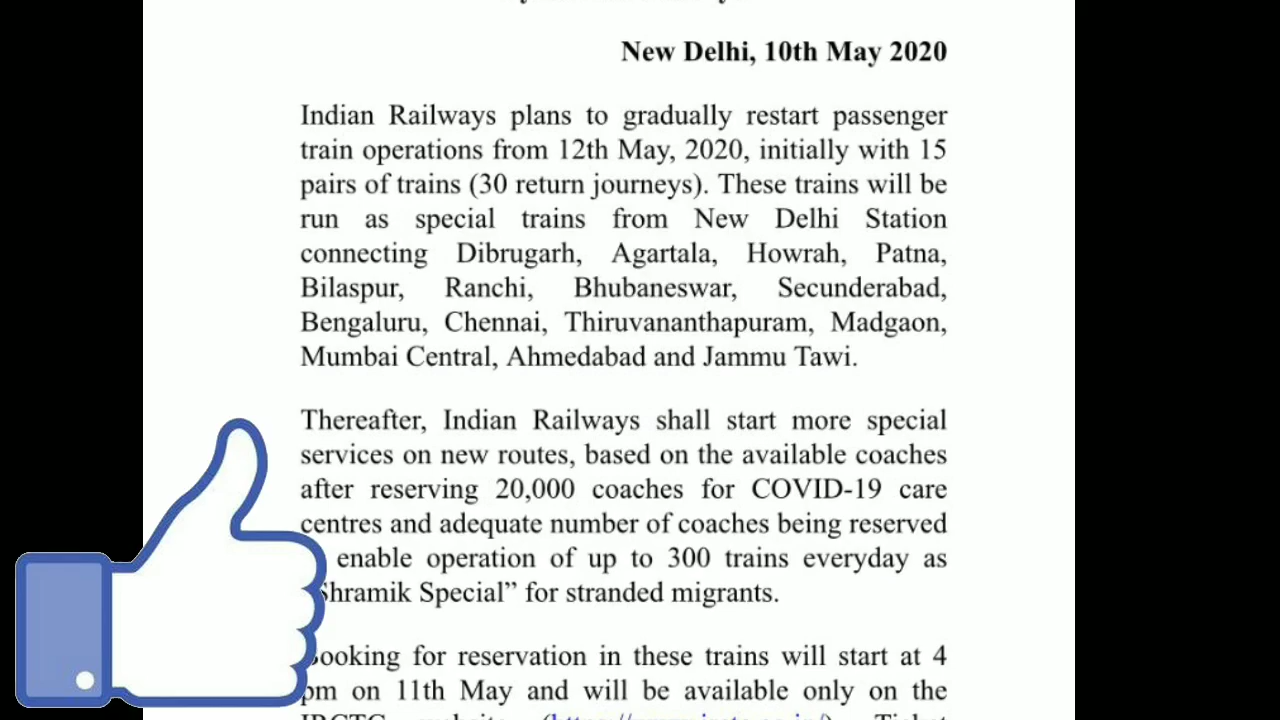 New Delhi, 10th May 2020
Indian Railways plans to gradually restart passenger
train operations from 12th May, 2020, initially with 15
pairs of trains (30 return journeys). These trains will be
run as special trains from New Delhi Station
connecting Dibrugarh, Agartala, Howrah, Patna,
Bilaspur, Ranchi, Bhubaneswar, Secunderabad,
Bengaluru, Chennai, Thiruvananthapuram, Madgaon,
Mumbai Central, Ahmedabad and Jammu Tawi.
Thereafter, Indian Railways shall start more special
services on new routes, based on the available coaches
after reserving 20,000 coaches for COVID-19 care
centres and adequate number of coaches being reserved
enable operation of up to 300 trains everyday as
Shramik Special” for stranded migrants.
Booking for reservation in these trains will start at 4
pm on 11th May and will be available only on the